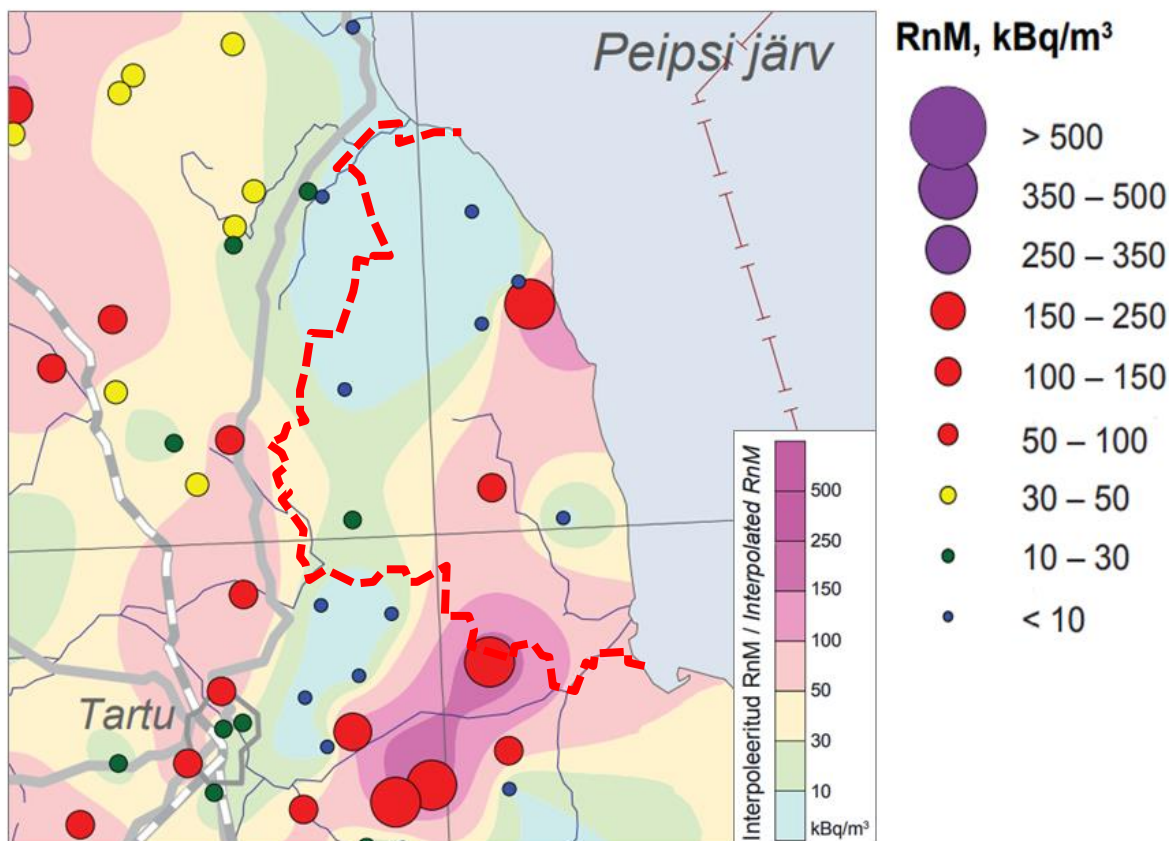 Peipsi järv
Tartu
RnM, kBq/m³
> 500
350 – 500
250 – 350
150 – 250
100 – 150
50 – 100
30 – 50
10 – 30
< 10
Interpoleeritud RnM / Interpolated RnM
500
250
150
100
50
30
10
kBq/m³